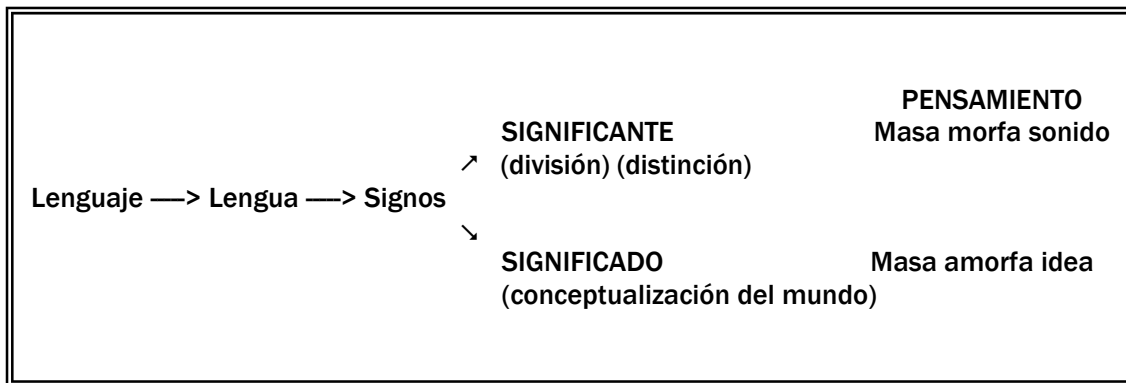 PENSAMIENTO
SIGNIFICANTE Masa morfa sonido
↗ (división) (distinción)
Lenguaje —–> Lengua —–> Signos
↘
SIGNIFICADO Masa amorfa idea
(conceptualización del mundo)